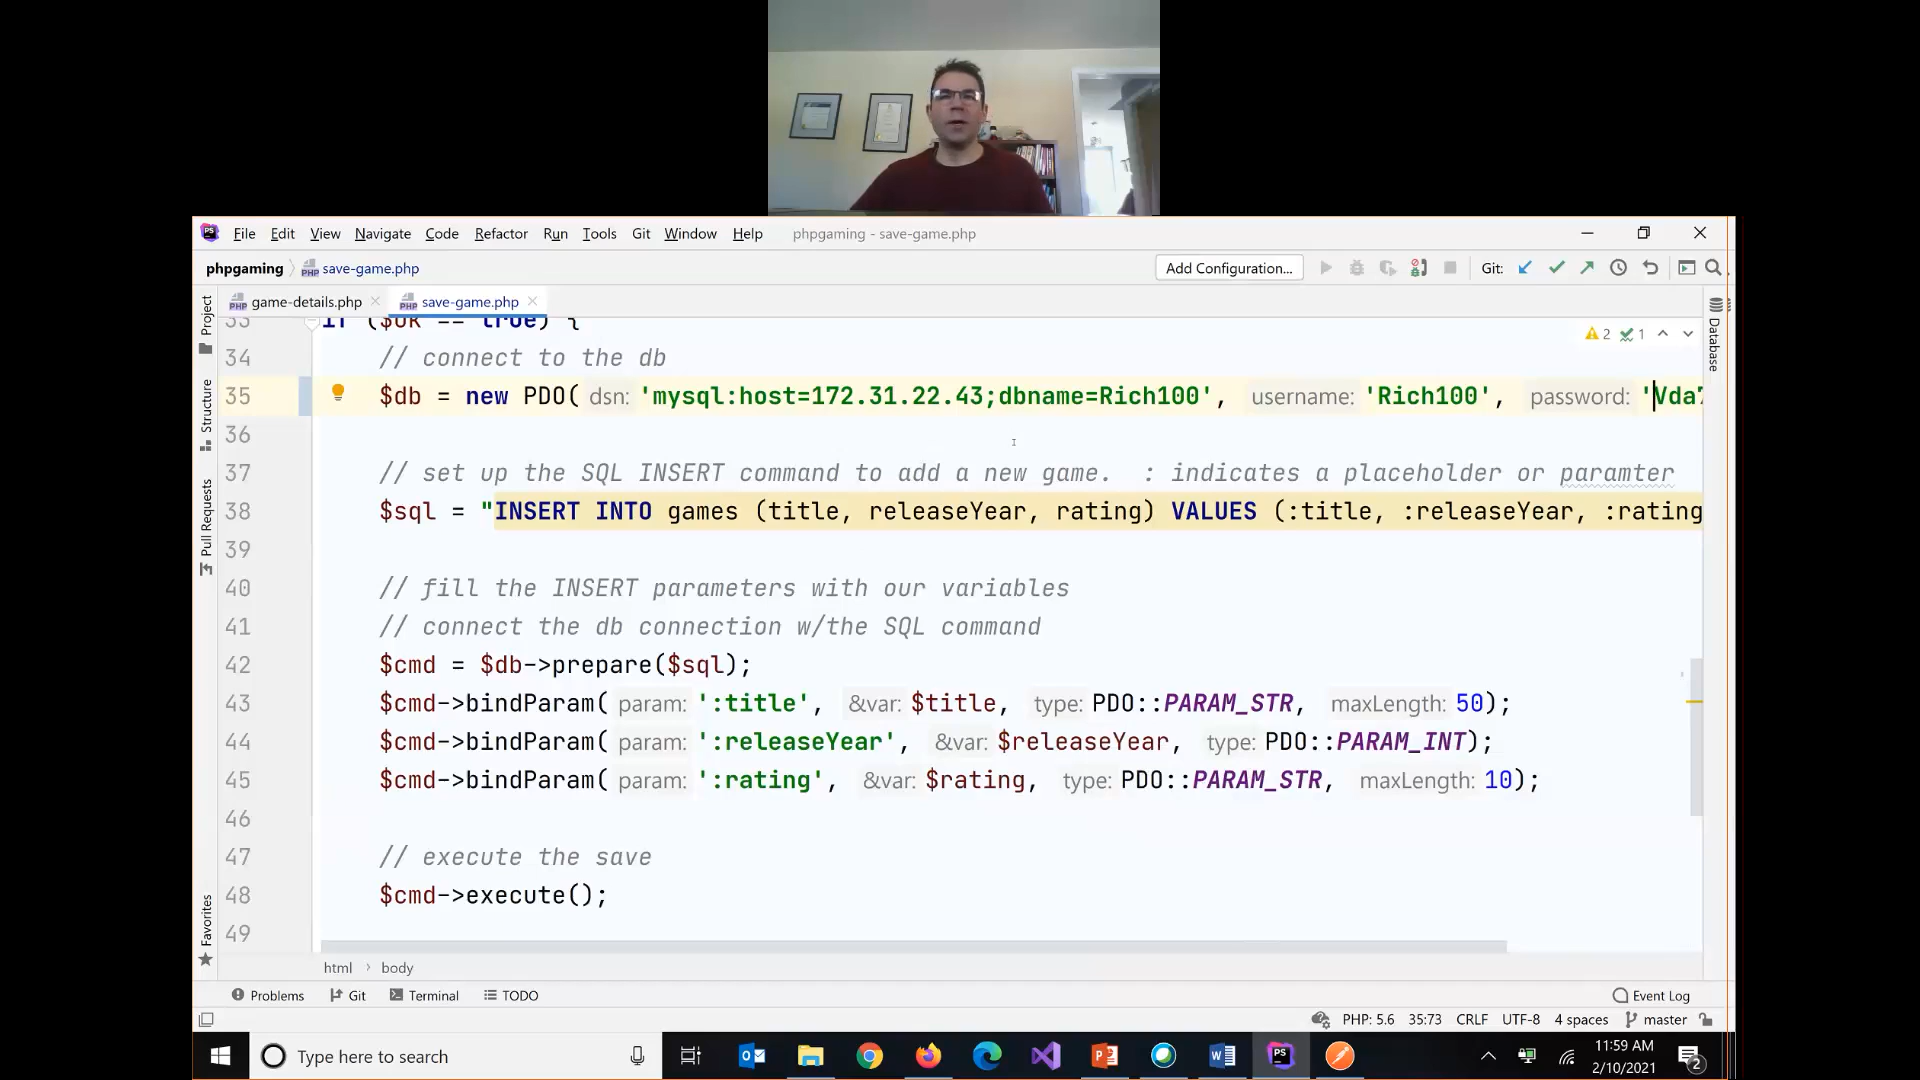 File Edit View Navigate Code Refactor Run Tools Git Window Help phpgaming - save-game.php
phpgaming save-game.php Add Configuration... Git:
game-details.php save-game.php
Project
Structure
Pull Requests
Favorites
Database
2 1
33 if ($ok == true) {
34 // connect to the db
35 $db = new PDO( dsn: 'mysql:host=172.31.22.43;dbname=Rich100', username: 'Rich100', password: 'Vda
36
37 // set up the SQL INSERT command to add a new game. : indicates a placeholder or paramter
38 $sql = "INSERT INTO games (title, releaseYear, rating) VALUES (:title, :releaseYear, :rating
39
40 // fill the INSERT parameters with our variables
41 // connect the db connection w/the SQL command
42 $cmd = $db->prepare($sql);
43 $cmd->bindParam( param: ':title', &var: $title, type: PDO::PARAM_STR, maxLength: 50);
44 $cmd->bindParam( param: ':releaseYear', &var: $releaseYear, type: PDO::PARAM_INT);
45 $cmd->bindParam( param: ':rating', &var: $rating, type: PDO::PARAM_STR, maxLength: 10);
46
47 // execute the save
48 $cmd->execute();
49
html body
Problems Git Terminal TODO Event Log
PHP: 5.6 35:73 CRLF UTF-8 4 spaces master
Type here to search
11:59 AM
2/10/2021
2